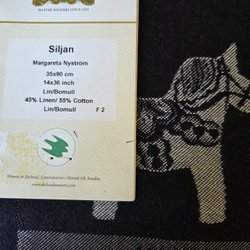 MASTER WEAVERS SINCE 1692
Siljan
Margareta Nyström
35x90 cm
14x36 inch
Lin/Bomull
45% Linen/ 55% Cotton
Lin/Bomull F 2